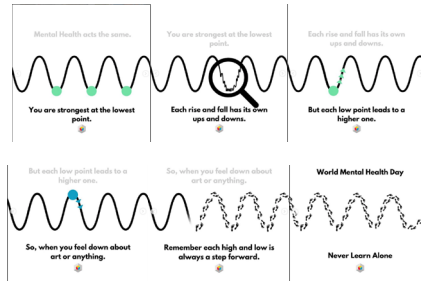 Mental Health acts the same.
You are strongest at the lowest
point.
You are strongest at the lowest
point.
Each rise and fall has its own
ups and downs.
Each rise and fall has its own
ups and downs.
But each low point leads to a
higher one.
But each low point leads to a
higher one.
So, when you feel down about
art or anything.
So, when you feel down about
art or anything.
Remember each high and low is
always a step forward.
World Mental Health Day
Never Learn Alone